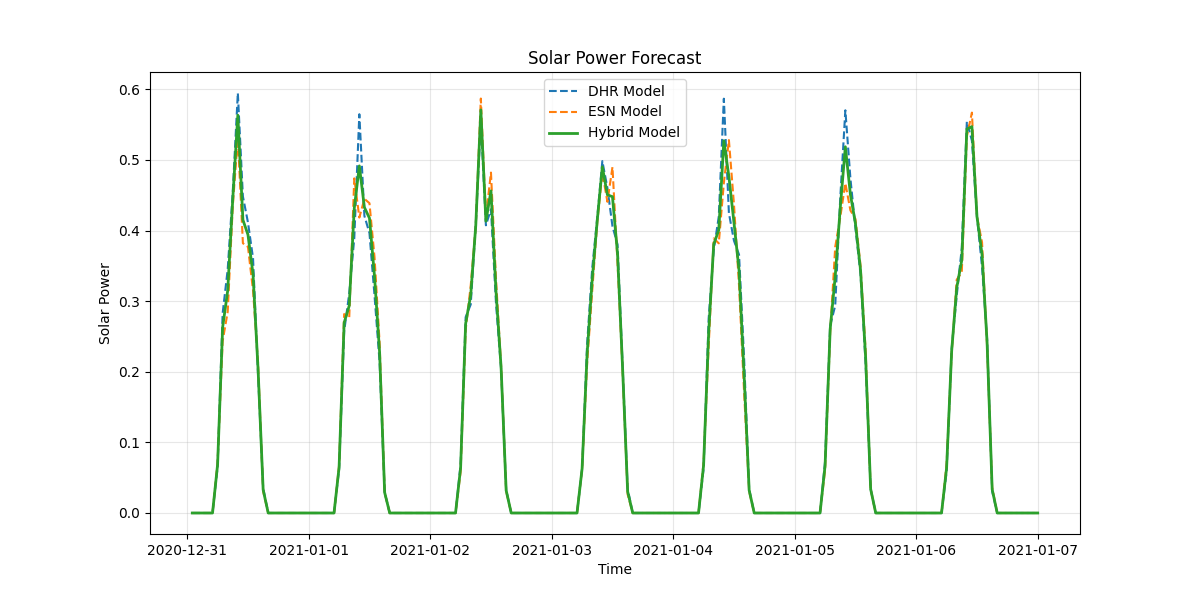 Solar Power Forecast
DHR Model
ESN Model
Hybrid Model
Solar Power
0.6
0.5
0.4
0.3
0.2
0.1
0.0
2020-12-31 2021-01-01 2021-01-02 2021-01-03 2021-01-04 2021-01-05 2021-01-06 2021-01-07
Time